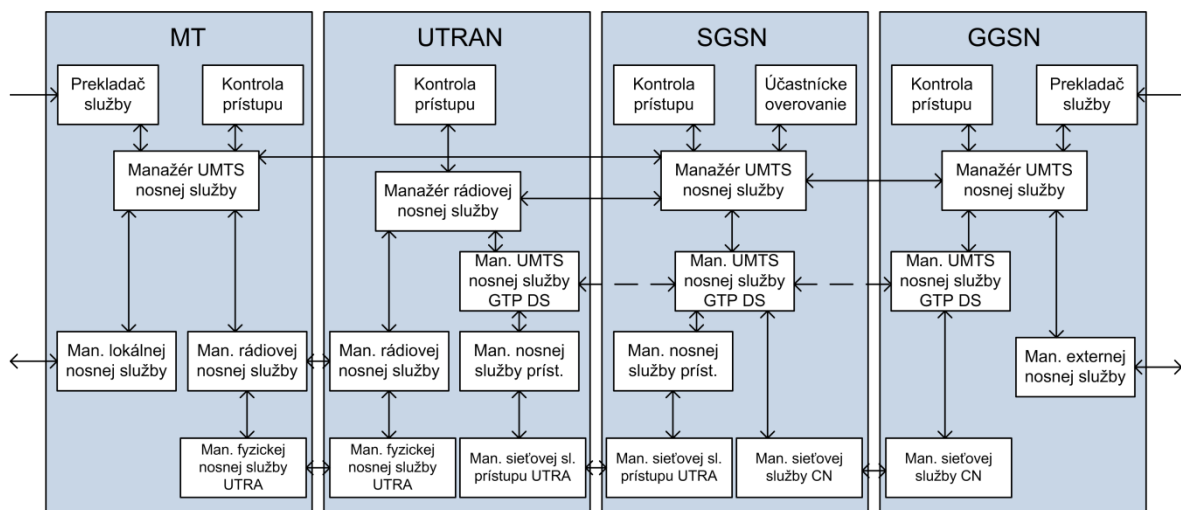 MT
Prekladač
služby
Kontrola
prístupu
Manažér UMTS
nosnej služby
Man. lokálnej
nosnej služby
Man. rádiovej
nosnej služby
Man. fyzickej
nosnej služby
UTRA
UTRAN
Kontrola
prístupu
Manažér rádiovej
nosnej služby
Man. UMTS
nosnej služby
GTP DS
Man. rádiovej
nosnej služby
Man. nosnej
služby príst.
Man. fyzickej
nosnej služby
UTRA
Man. sieťovej sl.
prístupu UTRA
SGSN
Kontrola
prístupu
Účastnícke
overovanie
Manažér UMTS
nosnej služby
Man. UMTS
nosnej služby
GTP DS
Man. nosnej
služby príst.
Man. sieťovej sl.
prístupu UTRA
Man. sieťovej
služby CN
GGSN
Kontrola
prístupu
Prekladač
služby
Manažér UMTS
nosnej služby
Man. UMTS
nosnej služby
GTP DS
Man. externej
nosnej služby
Man. sieťovej
služby CN